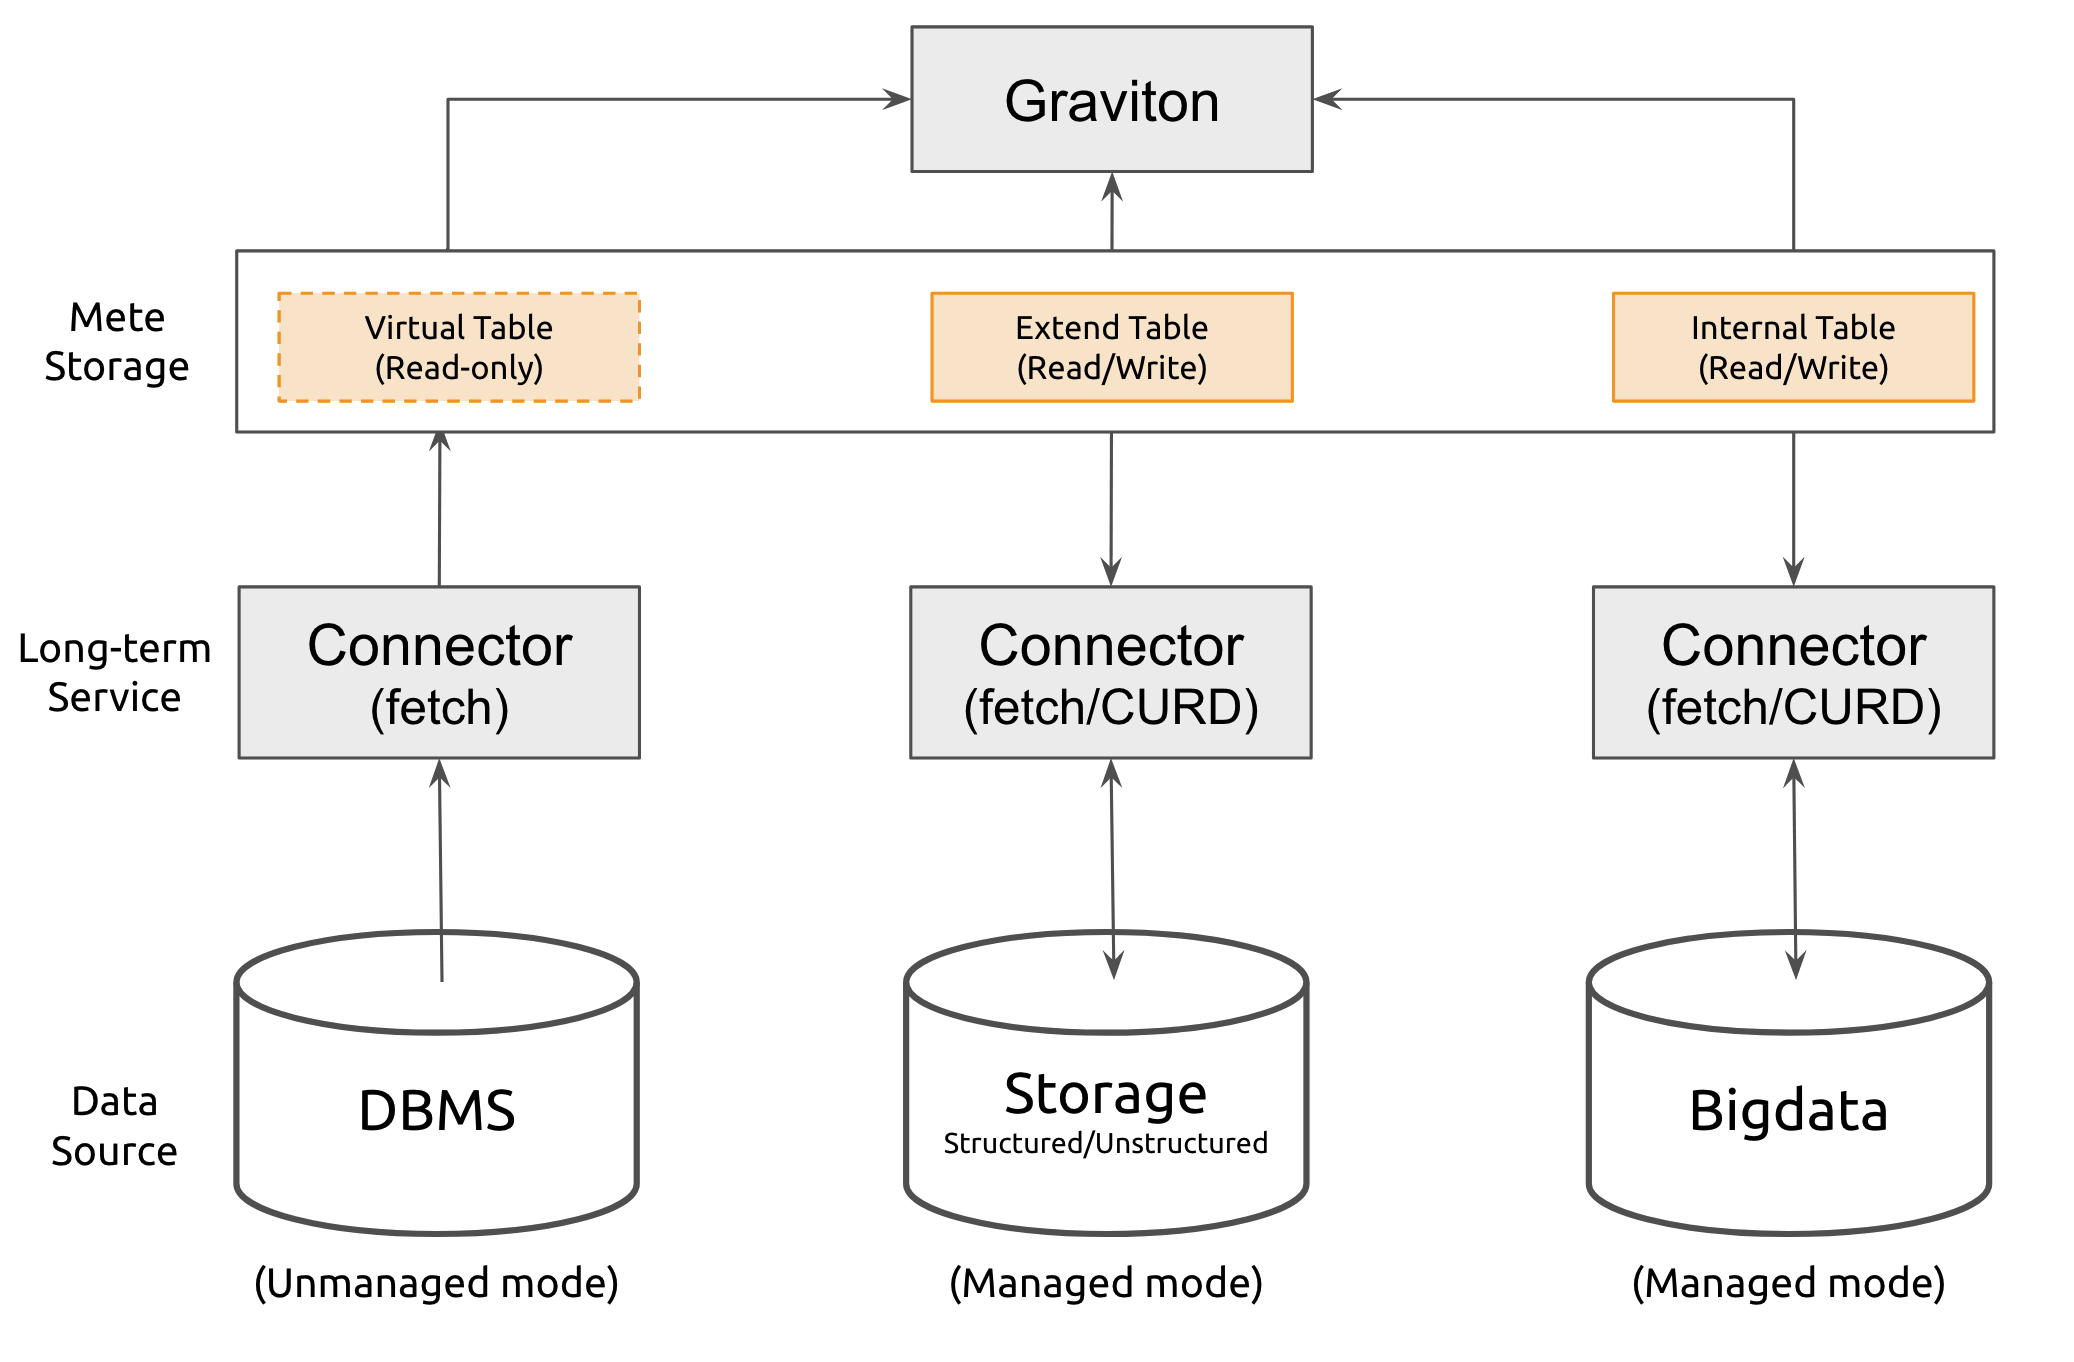 Graviton
Mete
Storage
Virtual Table
(Read-only)
Extend Table
(Read/Write)
Internal Table
(Read/Write)
Long-term
Service
Connector
(fetch)
Connector
(fetch/CURD)
Connector
(fetch/CURD)
Data
Source
DBMS
Storage
Structured/Unstructured
Bigdata
(Unmanaged mode)
(Managed mode)
(Managed mode)